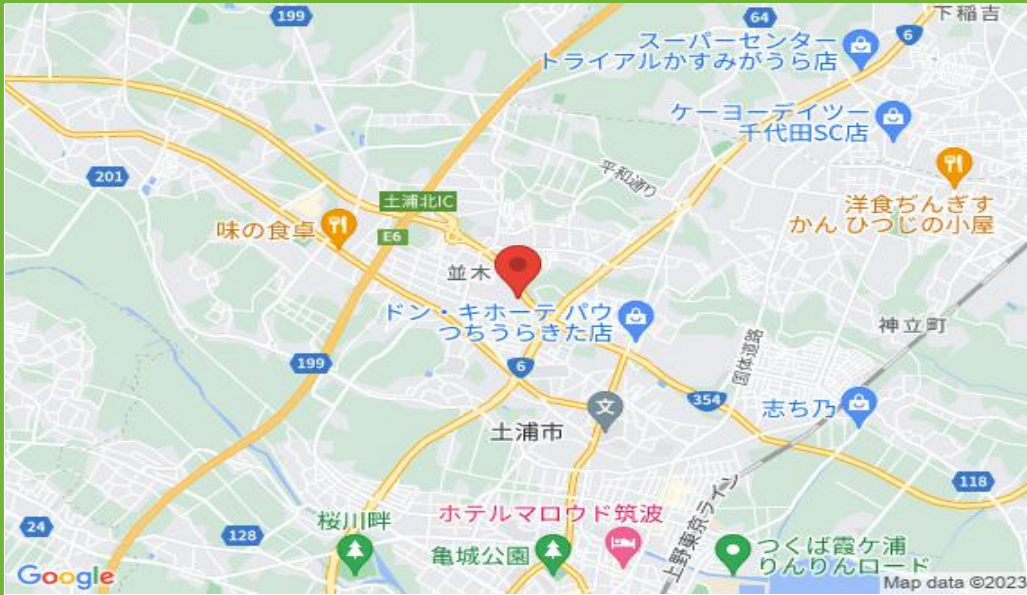 199
64
6
下稲吉
スーパーセンター
トライアルかすみがうら店
ケーヨーデイツー
千代田SC店
201
平和通り
洋食ぢんぎす
かん ひつじの小屋
土浦北IC
味の食卓
E6
並木
ドン・キホーテ パウ
つちうらきた店
神立町
199
6
国体道路
354
志ち乃
文
土浦市
118
24
128
桜川畔
ホテルマロウド筑波
亀城公園
上野東京ライン
つくば霞ケ浦
りんりんロード
Google
Map data ©2023